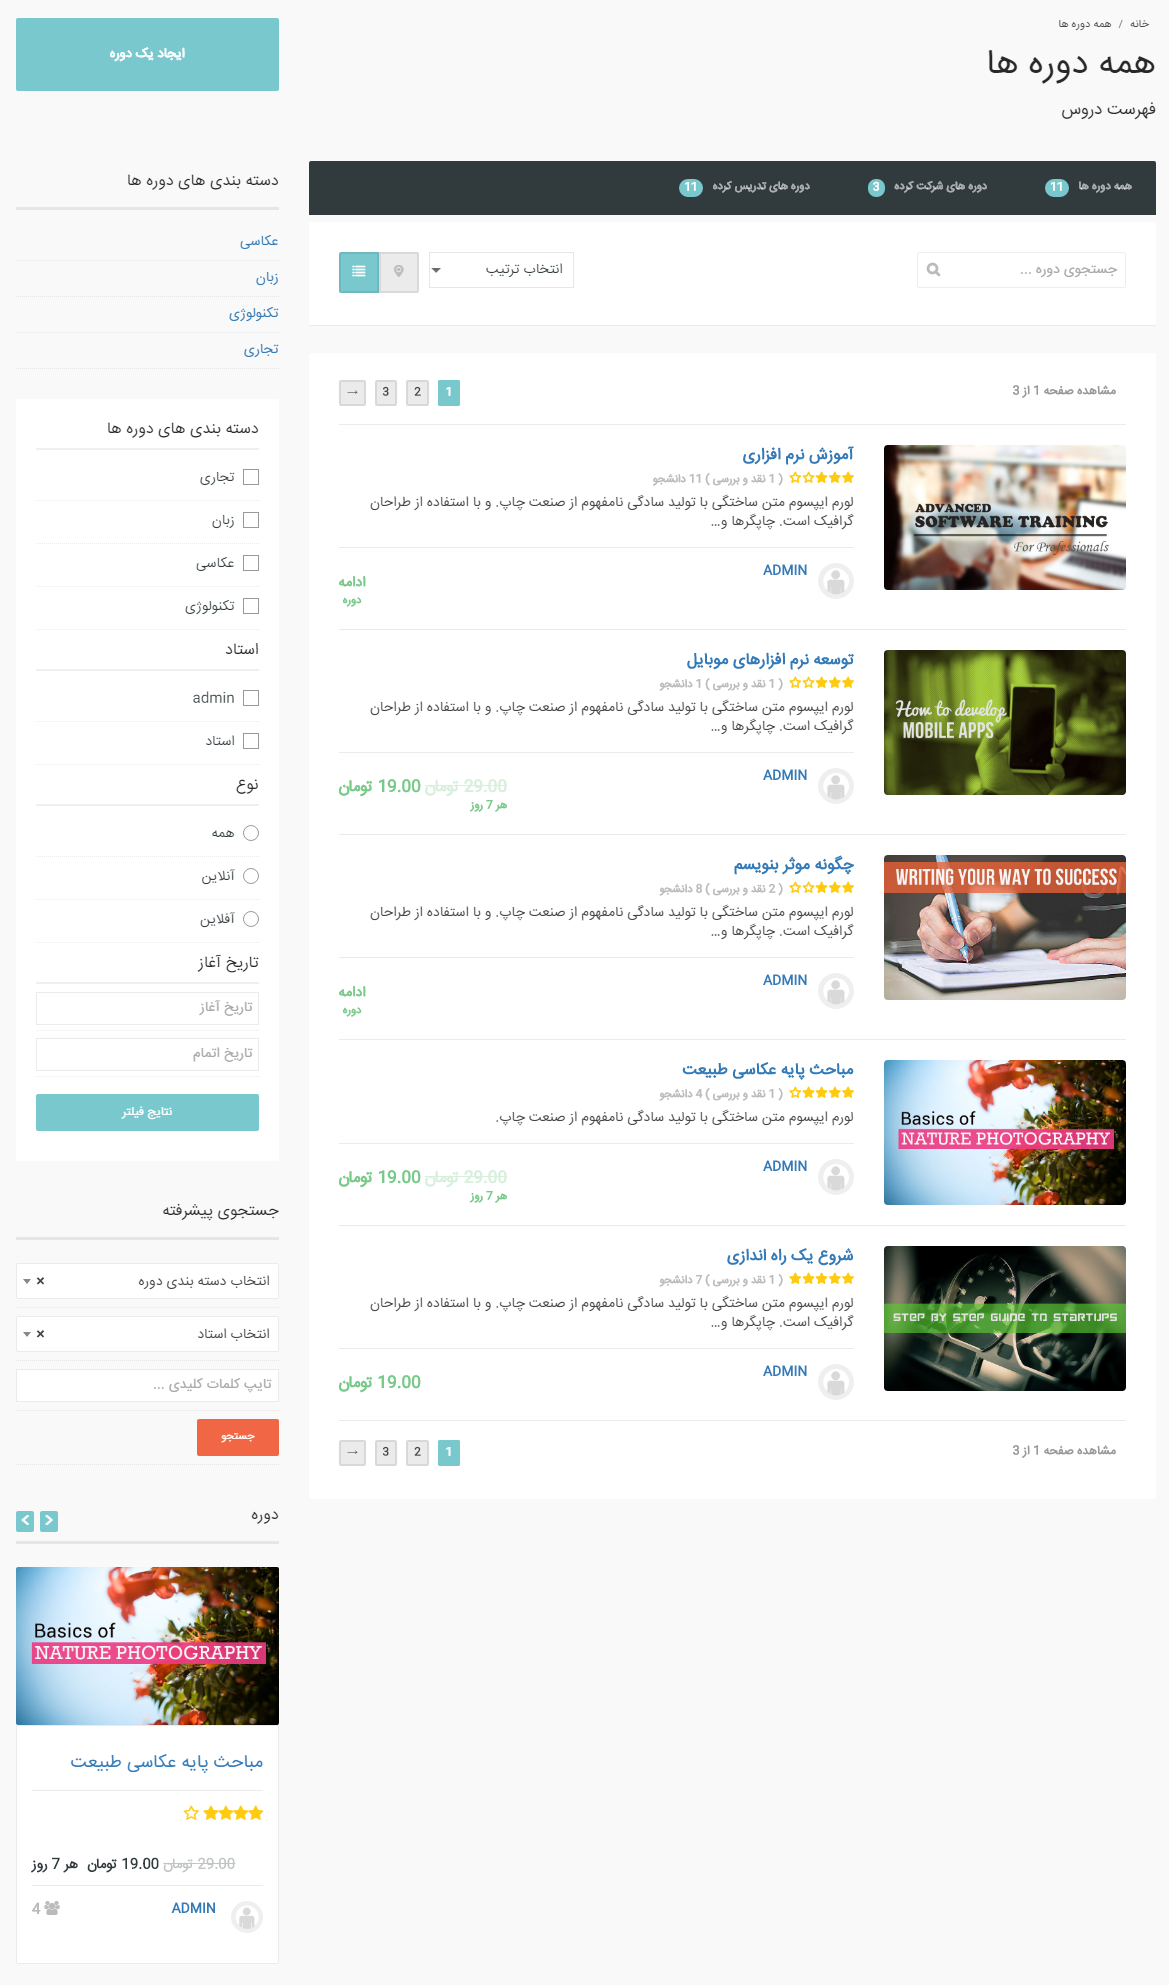 خانه / همه دوره ها
همه دوره ها
فهرست دروس
همه دوره ها 11 دوره های شرکت کرده 3 دوره های تدریس کرده 11
جستجوی دوره ... انتخاب ترتیب
مشاهده صفحه 1 از 3 1 2 3 →
ADVANCED
SOFTWARE TRAINING
For Professionals
آموزش نرم افزاری
( 1 نقد و بررسی ) 11 دانشجو
لورم ایپسوم متن ساختگی با تولید سادگی نامفهوم از صنعت چاپ. و با استفاده از طراحان
گرافیک است. چاپگرها و...
ADMIN
ادامه
دوره
How to develop
MOBILE APPS
توسعه نرم افزارهای موبایل
( 1 نقد و بررسی ) 1 دانشجو
لورم ایپسوم متن ساختگی با تولید سادگی نامفهوم از صنعت چاپ. و با استفاده از طراحان
گرافیک است. چاپگرها و...
ADMIN
29.00 تومان 19.00 تومان
هر 7 روز
WRITING YOUR WAY TO SUCCESS
چگونه موثر بنویسم
( 2 نقد و بررسی ) 8 دانشجو
لورم ایپسوم متن ساختگی با تولید سادگی نامفهوم از صنعت چاپ. و با استفاده از طراحان
گرافیک است. چاپگرها و...
ADMIN
ادامه
دوره
Basics of
NATURE PHOTOGRAPHY
مباحث پایه عکاسی طبیعت
( 1 نقد و بررسی ) 4 دانشجو
لورم ایپسوم متن ساختگی با تولید سادگی نامفهوم از صنعت چاپ.
ADMIN
29.00 تومان 19.00 تومان
هر 7 روز
STEP BY STEP GUIDE TO STARTUPS
شروع یک راه اندازی
( 1 نقد و بررسی ) 7 دانشجو
لورم ایپسوم متن ساختگی با تولید سادگی نامفهوم از صنعت چاپ. و با استفاده از طراحان
گرافیک است. چاپگرها و...
ADMIN
19.00 تومان
مشاهده صفحه 1 از 3 1 2 3 →
ایجاد یک دوره
دسته بندی های دوره ها
عکاسی
زبان
تکنولوژی
تجاری
دسته بندی های دوره ها
تجاری
زبان
عکاسی
تکنولوژی
استاد
admin
استاد
نوع
همه
آنلاین
آفلاین
تاریخ آغاز
تاریخ آغاز
تاریخ اتمام
نتایج فیلتر
جستجوی پیشرفته
انتخاب دسته بندی دوره ×
انتخاب استاد ×
تایپ کلمات کلیدی ...
جستجو
دوره
Basics of
NATURE PHOTOGRAPHY
مباحث پایه عکاسی طبیعت
29.00 تومان 19.00 تومان هر 7 روز
ADMIN 4